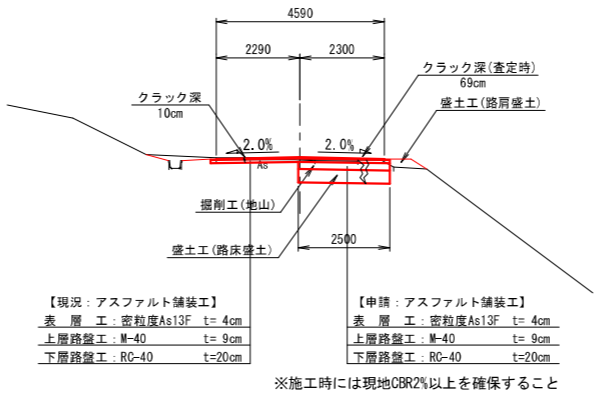 4590
2290
2300
クラック深(査定時)
69cm
クラック深
10cm
盛土工(路肩盛土)
2.0%
2.0%
As
掘削工(地山)
盛土工(路床盛土)
2500
【現況:アスファルト舗装工】
表 層 工:密粒度As13F t= 4cm
上層路盤工:M-40 t= 9cm
下層路盤工:RC-40 t=20cm
【申請:アスファルト舗装工】
表 層 工:密粒度As13F t= 4cm
上層路盤工:M-40 t= 9cm
下層路盤工:RC-40 t=20cm
※施工時には現地CBR2%以上を確保すること